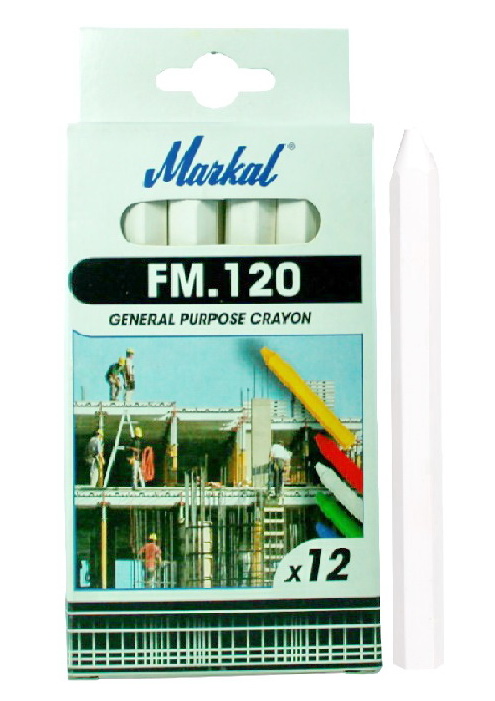 Markal®
FM.120
GENERAL PURPOSE CRAYON
x12